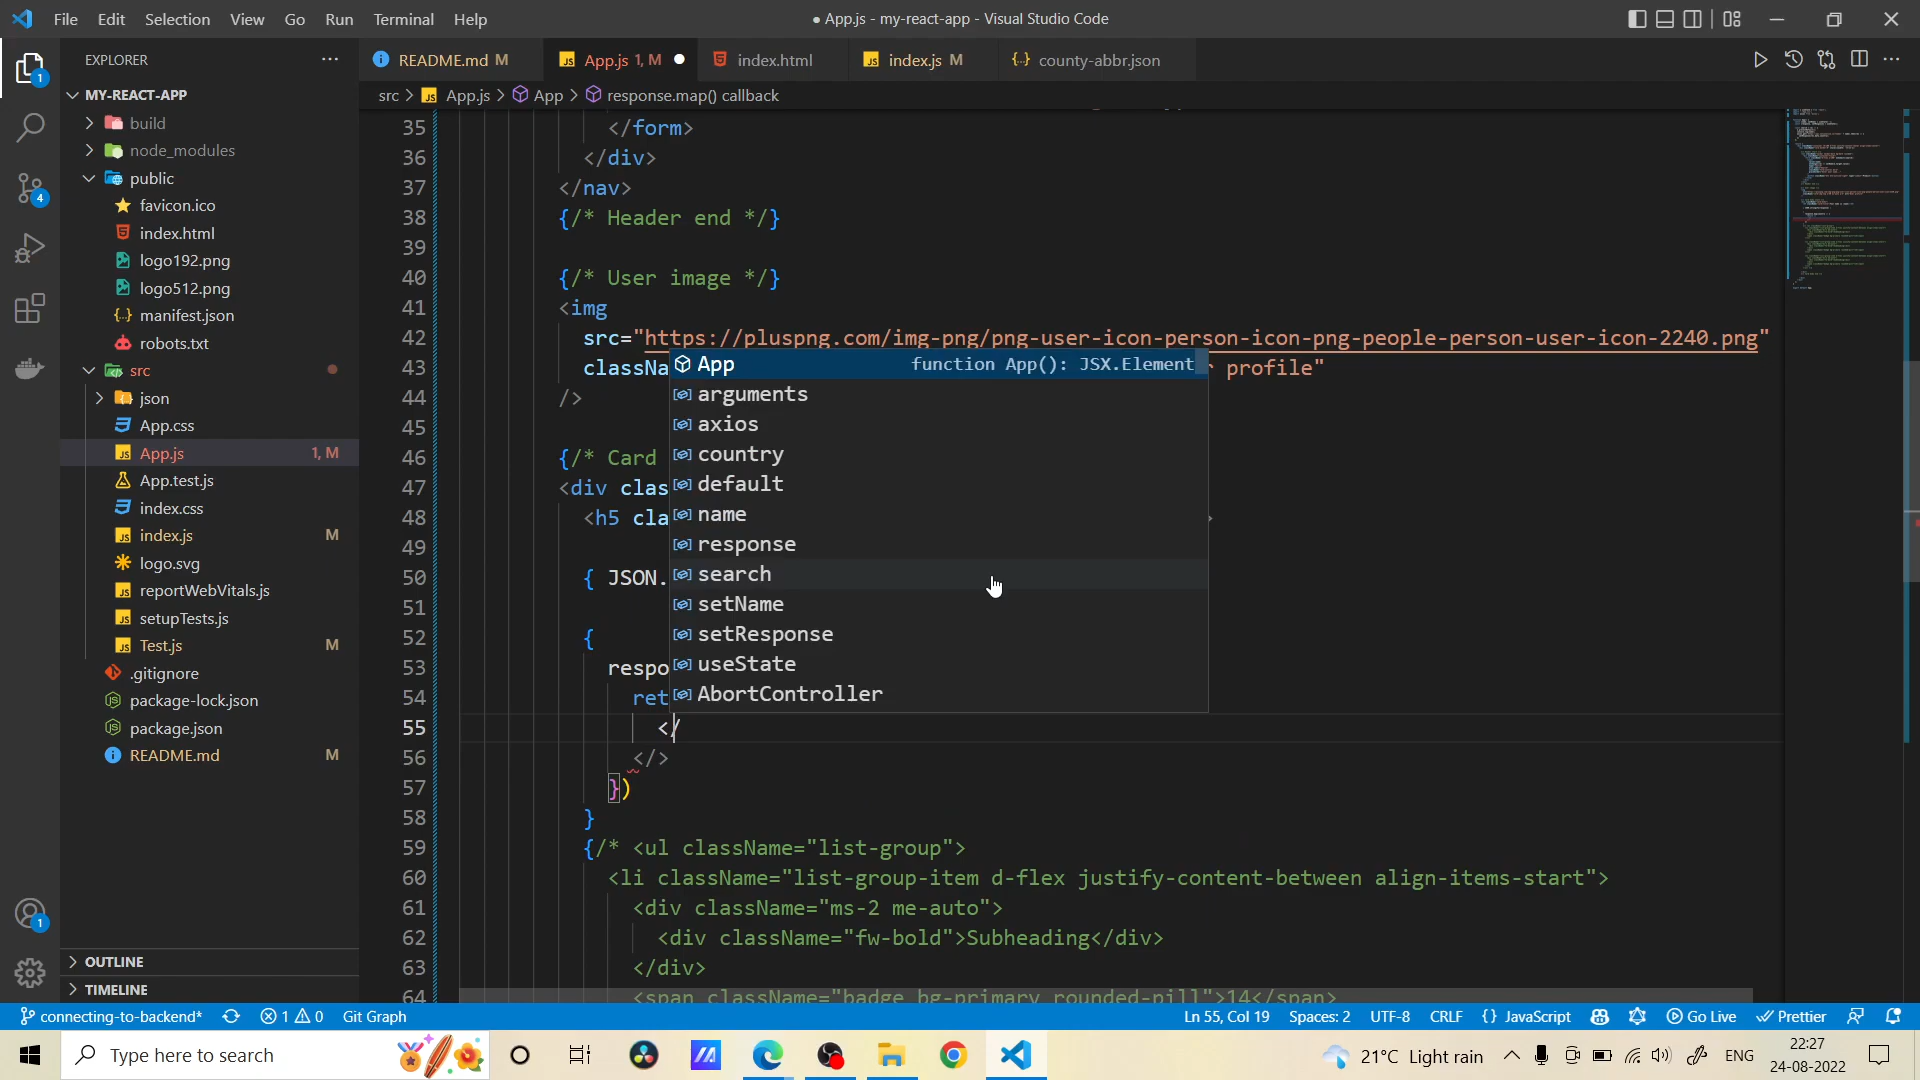 File Edit Selection View Go Run Terminal Help
● App.js - my-react-app - Visual Studio Code
EXPLORER
README.md M
App.js 1, M
index.html
index.js M
county-abbr.json
MY-REACT-APP
src > App.js > App > response.map() callback
build
node_modules
public
favicon.ico
index.html
logo192.png
logo512.png
manifest.json
robots.txt
src
json
App.css
App.js 1, M
App.test.js
index.css
index.js M
logo.svg
reportWebVitals.js
setupTests.js
Test.js M
.gitignore
package-lock.json
package.json
README.md M
OUTLINE
TIMELINE
1
4
1
35 </form>
36 </div>
37 </nav>
38 {/* Header end */}
39
40 {/* User image */}
41 <img
42 src="https://pluspng.com/img-png/png-user-icon-person-icon-png-people-person-user-icon-2240.png"
43 classNa profile"
44 />
45
46 {/* Card
47 <div clas
48 <h5 cla >
49
50 { JSON.
51
52 {
53 respo
54 ret
55 </
56 </>
57 })
58 }
59 {/* <ul className="list-group">
60 <li className="list-group-item d-flex justify-content-between align-items-start">
61 <div className="ms-2 me-auto">
62 <div className="fw-bold">Subheading</div>
63 </div>
64 <span className="badge bg-primary rounded-pill">14</span>
App function App(): JSX.Element
arguments
axios
country
default
name
response
search
setName
setResponse
useState
AbortController
connecting-to-backend* 1 0 Git Graph
Ln 55, Col 19 Spaces: 2 UTF-8 CRLF {} JavaScript Go Live Prettier
Type here to search
21°C Light rain
ENG
22:27
24-08-2022